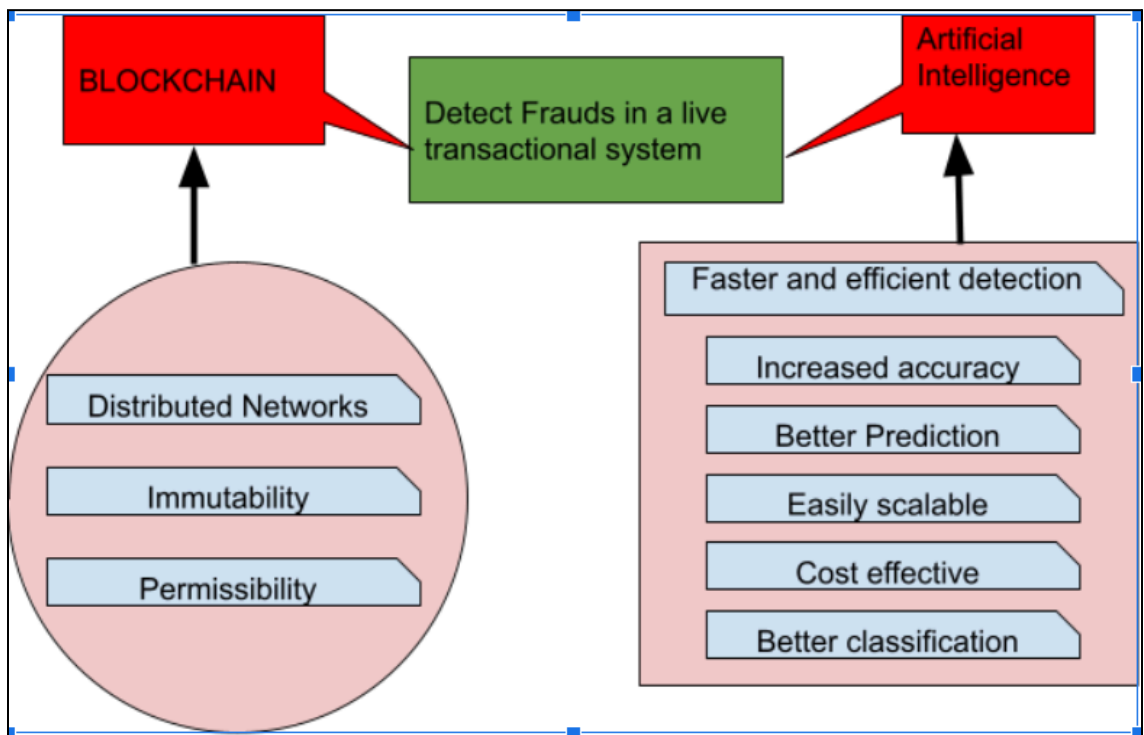 BLOCKCHAIN
Detect Frauds in a live
transactional system
Artificial
Intelligence
Distributed Networks
Immutability
Permissibility
Faster and efficient detection
Increased accuracy
Better Prediction
Easily scalable
Cost effective
Better classification